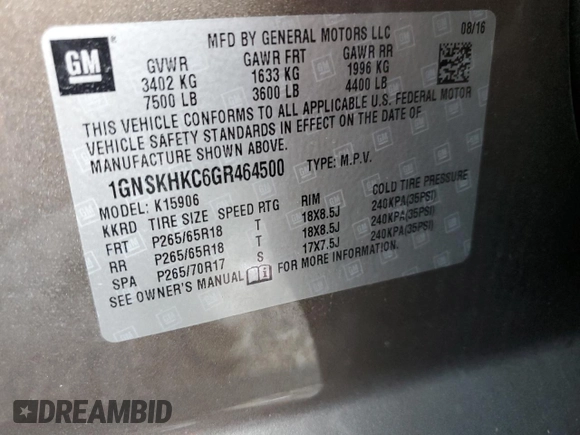 GM
MFD BY GENERAL MOTORS LLC 08/16
GVWR GAWR FRT GAWR RR
3402 KG 1633 KG 1996 KG
7500 LB 3600 LB 4400 LB
THIS VEHICLE CONFORMS TO ALL APPLICABLE U.S. FEDERAL MOTOR
VEHICLE SAFETY STANDARDS IN EFFECT ON THE DATE OF
MANUFACTURE SHOWN ABOVE.
1GNSKHKC6GR464500 TYPE: M.P.V.
MODEL: K15906
KKRD TIRE SIZE SPEED RTG RIM COLD TIRE PRESSURE
FRT P265/65R18 T 18X8.5J 240KPA(35PSI)
RR P265/65R18 T 18X8.5J 240KPA(35PSI)
SPA P265/70R17 S 17X7.5J 240KPA(35PSI)
SEE OWNER'S MANUAL FOR MORE INFORMATION.
DREAMBID